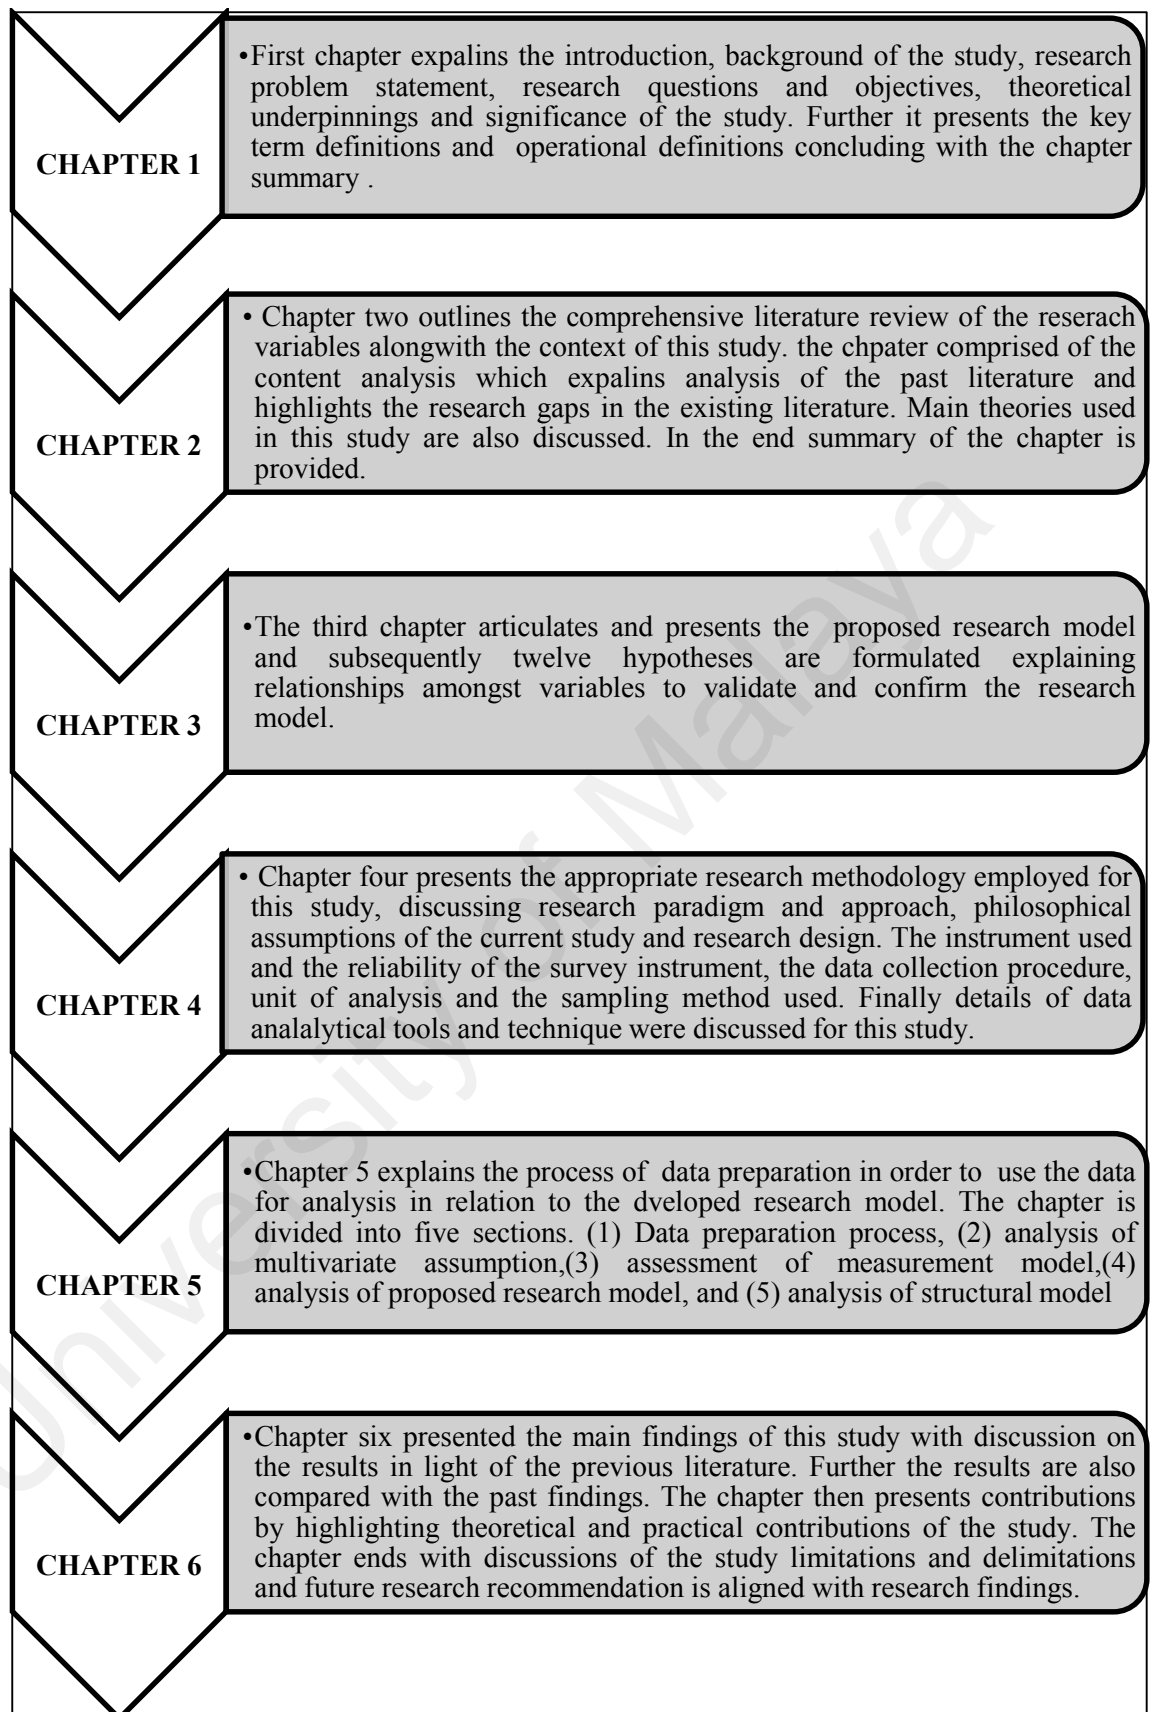 •First chapter expalins the introduction, background of the study, research
problem statement, research questions and objectives, theoretical
underpinnings and significance of the study. Further it presents the key
term definitions and operational definitions concluding with the chapter
summary .
CHAPTER 1
• Chapter two outlines the comprehensive literature review of the reserach
variables alongwith the context of this study. the chpater comprised of the
content analysis which expalins analysis of the past literature and
highlights the research gaps in the existing literature. Main theories used
in this study are also discussed. In the end summary of the chapter is
provided.
CHAPTER 2
•The third chapter articulates and presents the proposed research model
and subsequently twelve hypotheses are formulated explaining
relationships amongst variables to validate and confirm the research
model.
CHAPTER 3
• Chapter four presents the appropriate research methodology employed for
this study, discussing research paradigm and approach, philosophical
assumptions of the current study and research design. The instrument used
and the reliability of the survey instrument, the data collection procedure,
unit of analysis and the sampling method used. Finally details of data
analalytical tools and technique were discussed for this study.
CHAPTER 4
•Chapter 5 explains the process of data preparation in order to use the data
for analysis in relation to the dveloped research model. The chapter is
divided into five sections. (1) Data preparation process, (2) analysis of
multivariate assumption,(3) assessment of measurement model,(4)
analysis of proposed research model, and (5) analysis of structural model
CHAPTER 5
•Chapter six presented the main findings of this study with discussion on
the results in light of the previous literature. Further the results are also
compared with the past findings. The chapter then presents contributions
by highlighting theoretical and practical contributions of the study. The
chapter ends with discussions of the study limitations and delimitations
and future research recommendation is aligned with research findings.
CHAPTER 6
University of Malaya